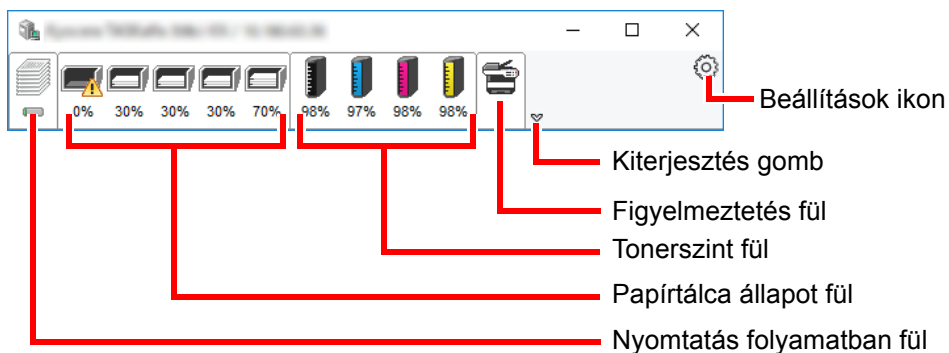 0% 30% 30% 30% 70% 98% 97% 98% 98%
Beállítások ikon
Kiterjesztés gomb
Figyelmeztetés fül
Tonerszint fül
Papírtálca állapot fül
Nyomtatás folyamatban fül